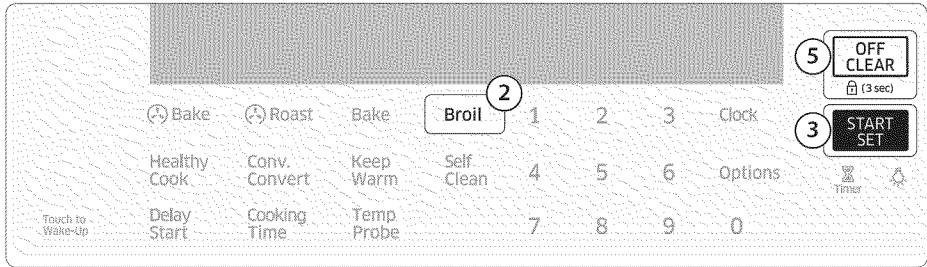 5
OFF
CLEAR
(3 sec)
2
Bake
Roast
Bake
Broil
1
2
3
Clock
3
START
SET
Healthy
Cook
Conv.
Convert
Keep
Warm
Self
Clean
4
5
6
Options
Timer
Touch to
Wake-Up
Delay
Start
Cooking
Time
Temp
Probe
7
8
9
0